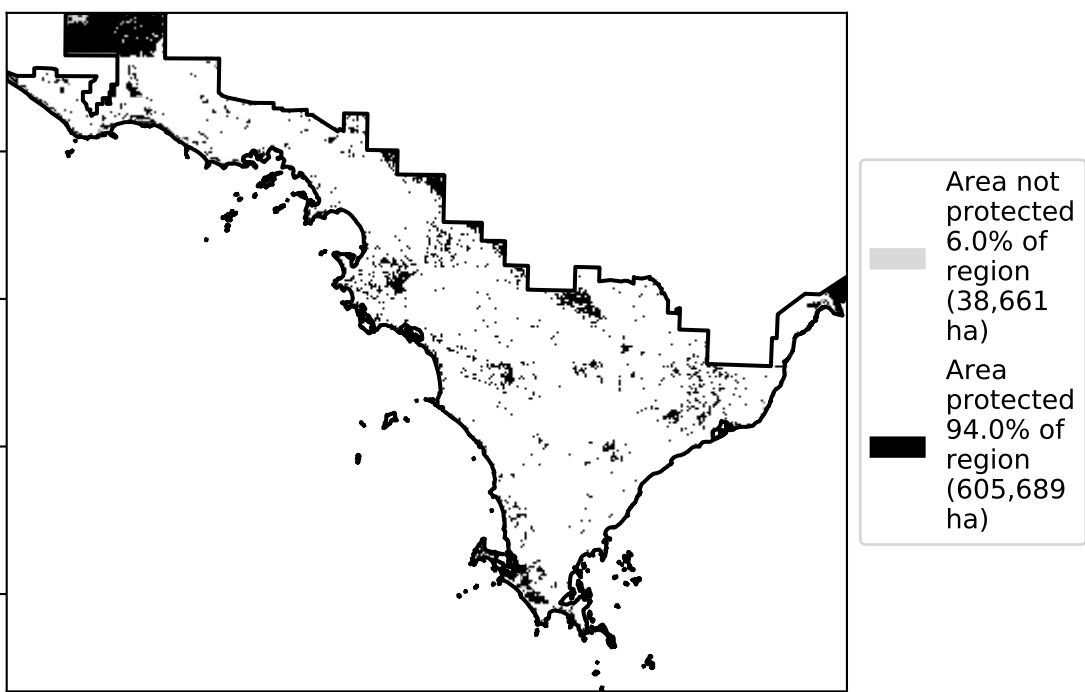 Area not
protected
6.0% of
region
(38,661
ha)
Area
protected
94.0% of
region
(605,689
ha)